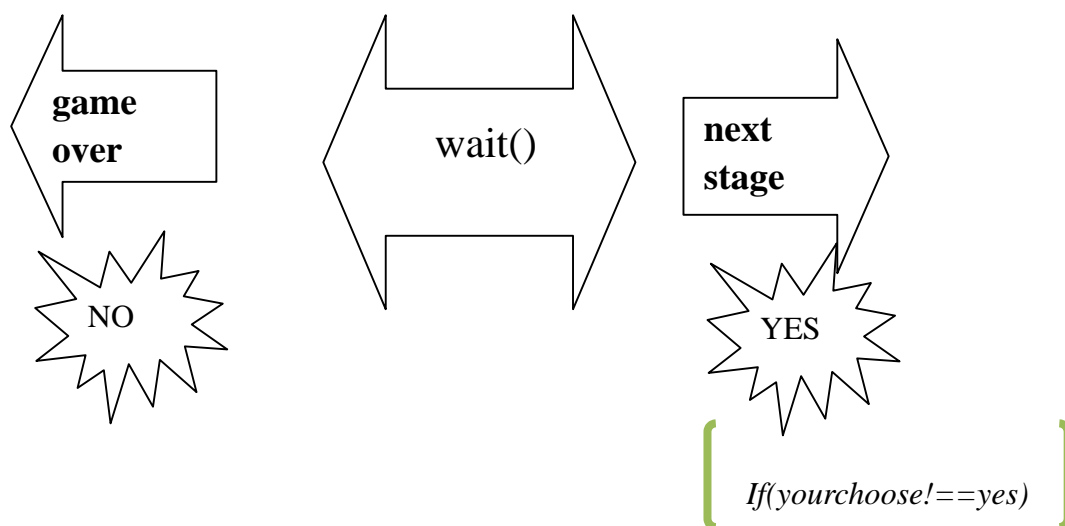 game
over
wait()
next
stage
NO
YES
If(yourchoose!==yes)